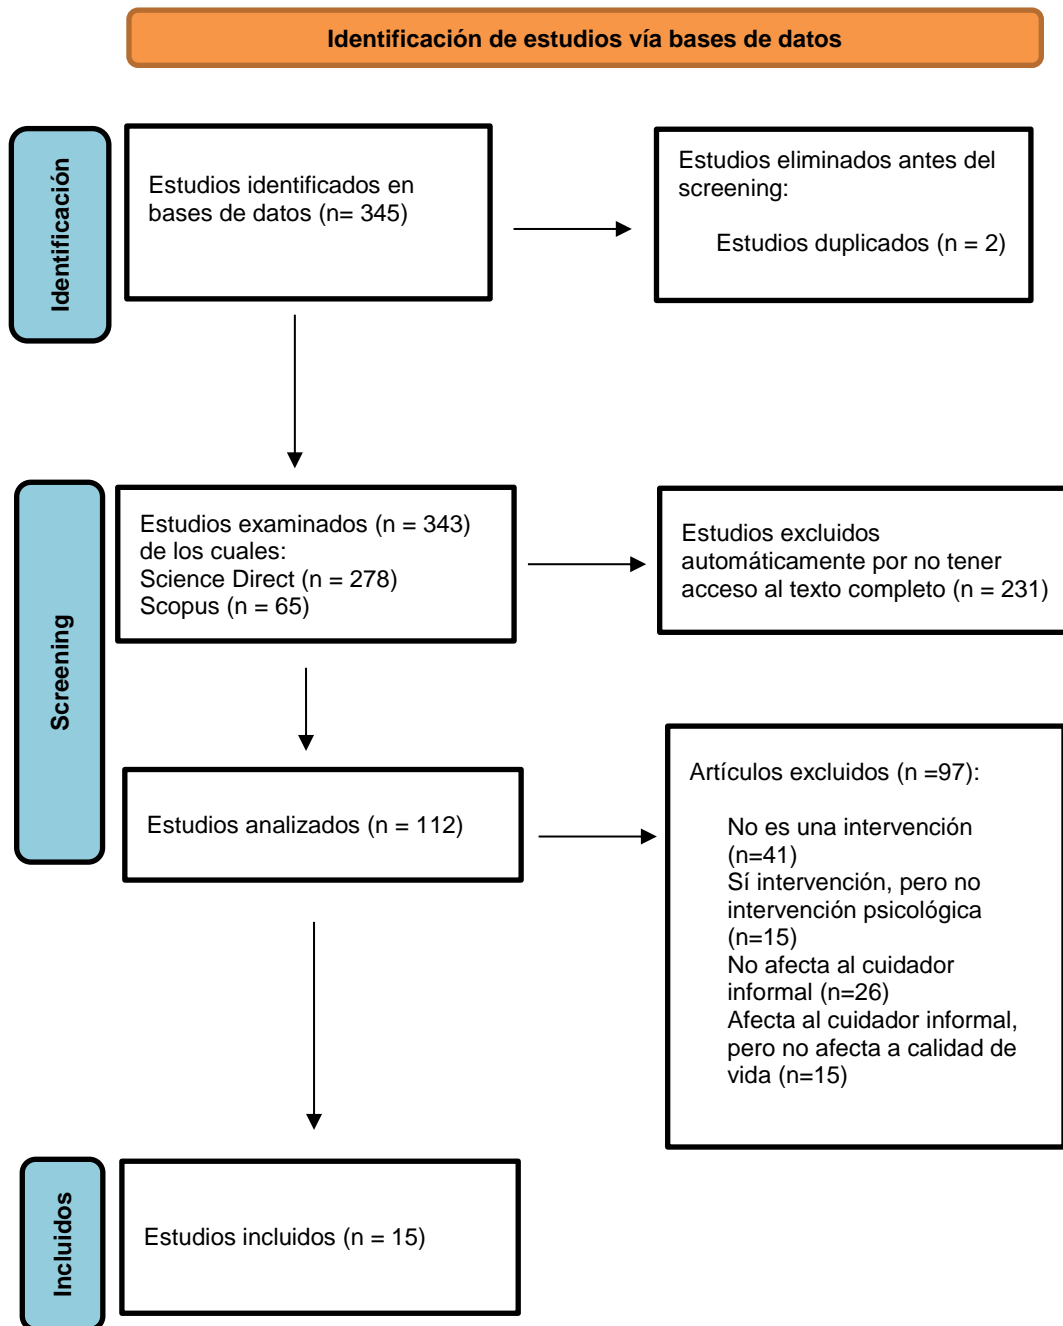 Identificación de estudios vía bases de datos
Identificación
Estudios identificados en
bases de datos (n= 345)
Estudios eliminados antes del
screening:
Estudios duplicados (n = 2)
Screening
Estudios examinados (n = 343)
de los cuales:
Science Direct (n = 278)
Scopus (n = 65)
Estudios excluidos
automáticamente por no tener
acceso al texto completo (n = 231)
Estudios analizados (n = 112)
Artículos excluidos (n =97):
No es una intervención
(n=41)
Sí intervención, pero no
intervención psicológica
(n=15)
No afecta al cuidador
informal (n=26)
Afecta al cuidador informal,
pero no afecta a calidad de
vida (n=15)
Incluidos
Estudios incluidos (n = 15)